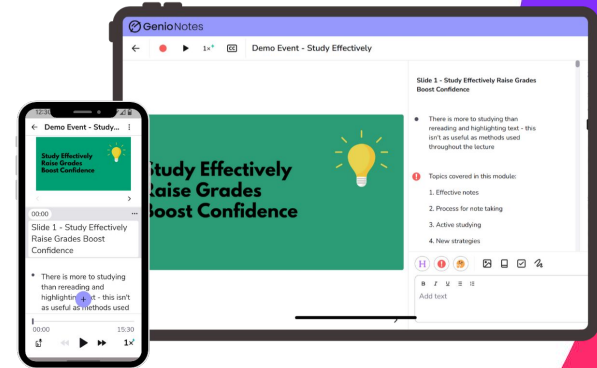 GenioNotes
1× CC Demo Event - Study Effectively
Slide 1 - Study Effectively Raise Grades
Boost Confidence
There is more to studying than
rereading and highlighting text - this
isn't as useful as methods used
throughout the lecture
Topics covered in this module:
1. Effective notes
2. Process for note taking
3. Active studying
4. New strategies
H
B I U
Add text
Study Effectively
Raise Grades
Boost Confidence
12:30
Demo Event - Study...
Study Effectively
Raise Grades
Boost Confidence
00:00
Slide 1 - Study Effectively
Raise Grades Boost
Confidence
There is more to studying
than rereading and
highlightin t - this isn't
as useful as methods used
00:00 15:30
1×